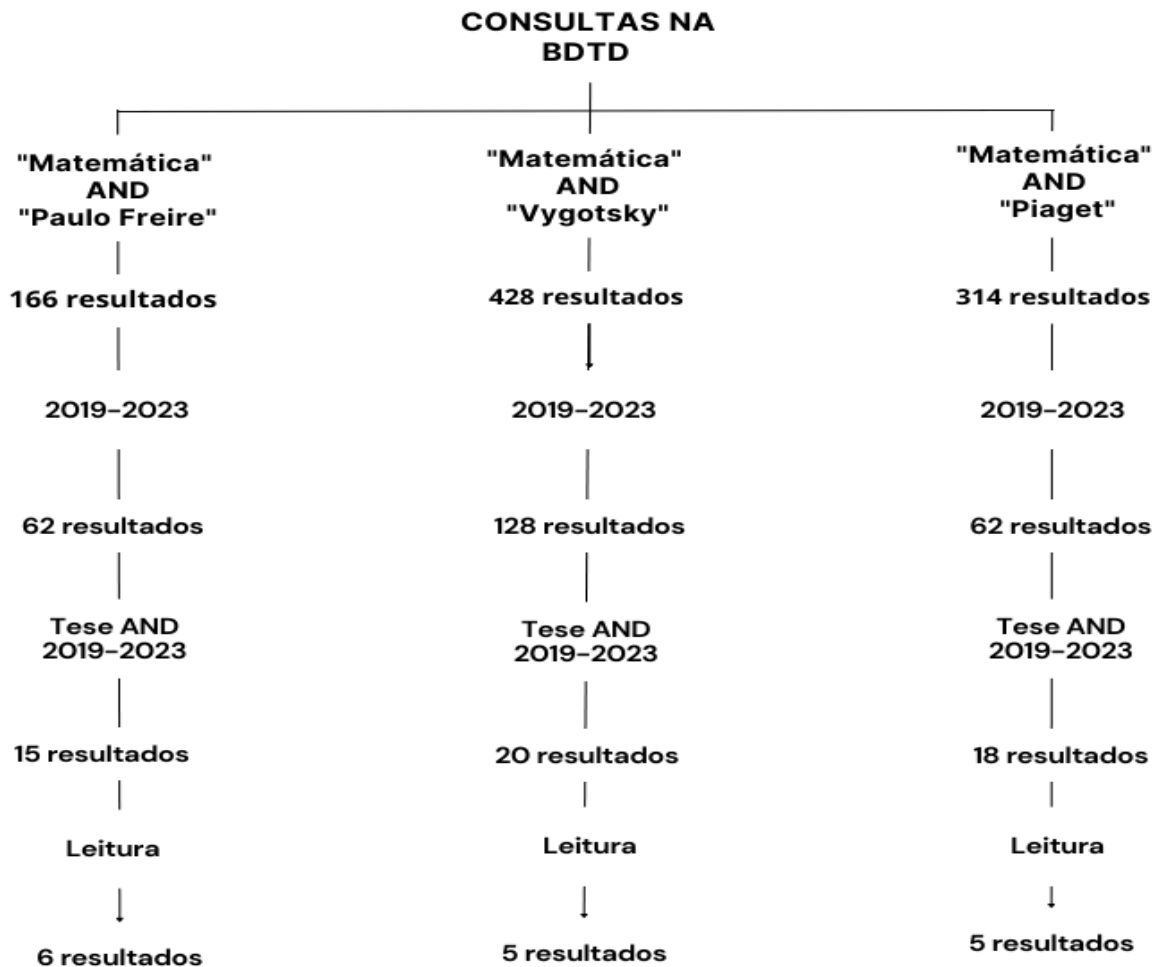 CONSULTAS NA
BDTD
"Matemática"
AND
"Paulo Freire"
166 resultados
2019-2023
62 resultados
Tese AND
2019-2023
15 resultados
Leitura
6 resultados
"Matemática"
AND
"Vygotsky"
428 resultados
2019-2023
128 resultados
Tese AND
2019-2023
20 resultados
Leitura
5 resultados
"Matemática"
AND
"Piaget"
314 resultados
2019-2023
62 resultados
Tese AND
2019-2023
18 resultados
Leitura
5 resultados